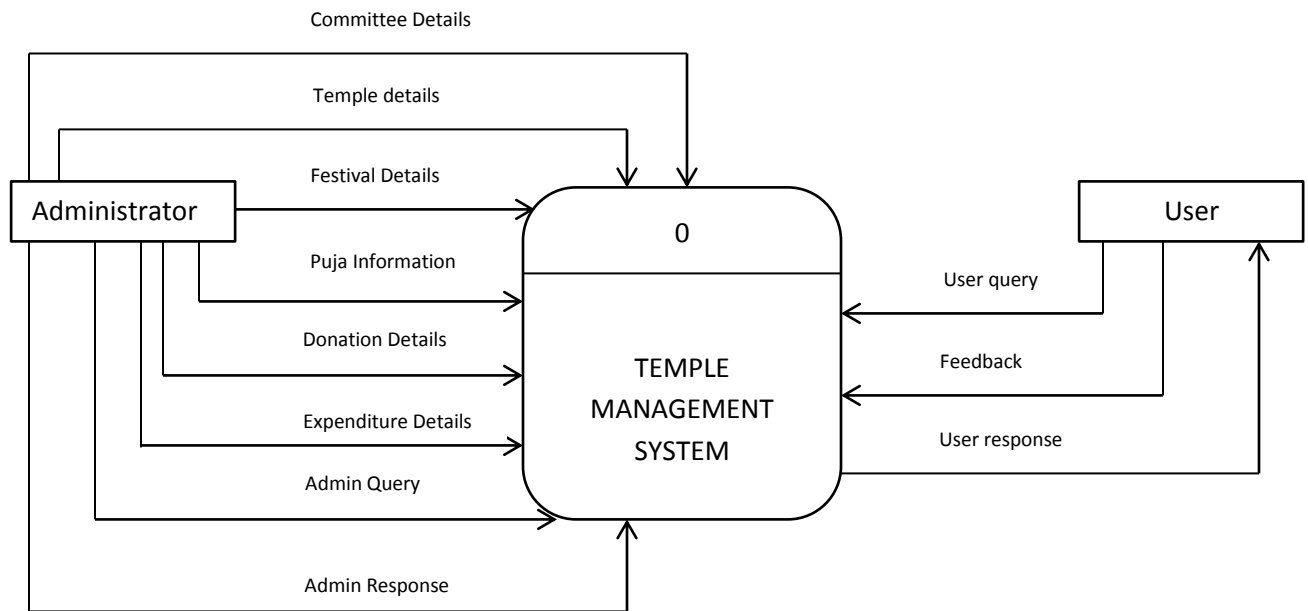 Committee Details
Temple details
Festival Details
Administrator
User
0
Puja Information
User query
Donation Details
Feedback
TEMPLE
MANAGEMENT
SYSTEM
Expenditure Details
User response
Admin Query
Admin Response